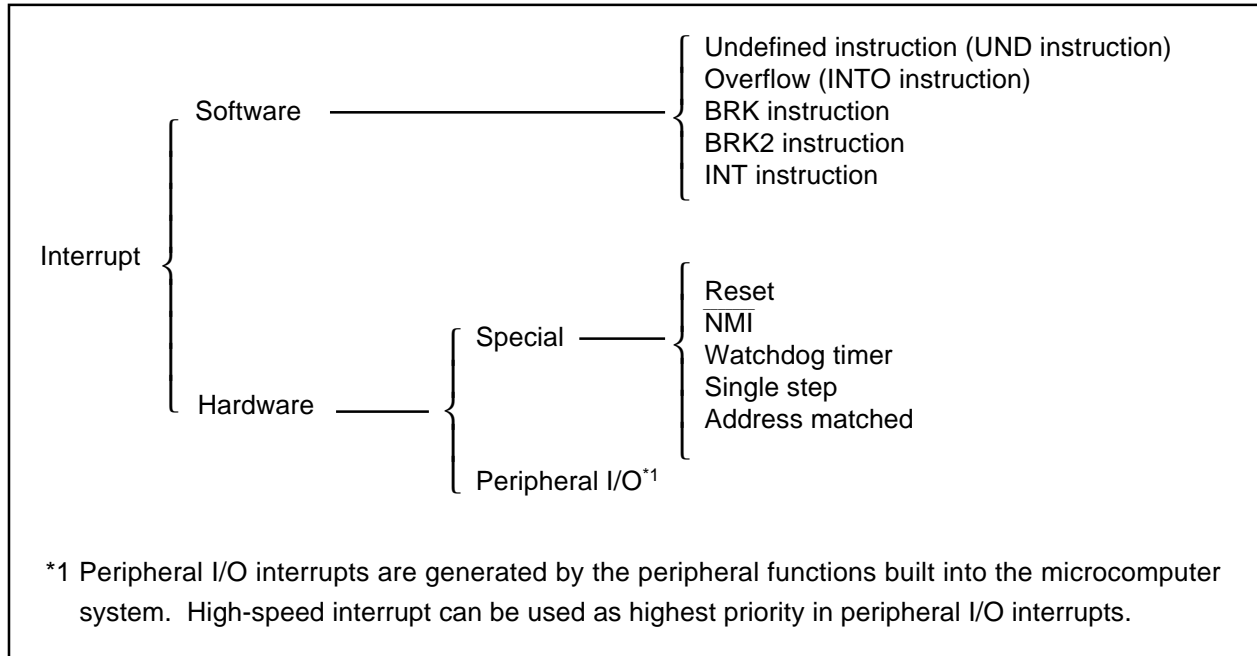 Undefined instruction (UND instruction)
Overflow (INTO instruction)
Software
BRK instruction
BRK2 instruction
INT instruction
Interrupt
Reset
N̅M̅I̅
Special
Watchdog timer
Single step
Hardware
Address matched
Peripheral I/O*1
*1 Peripheral I/O interrupts are generated by the peripheral functions built into the microcomputer
system. High-speed interrupt can be used as highest priority in peripheral I/O interrupts.